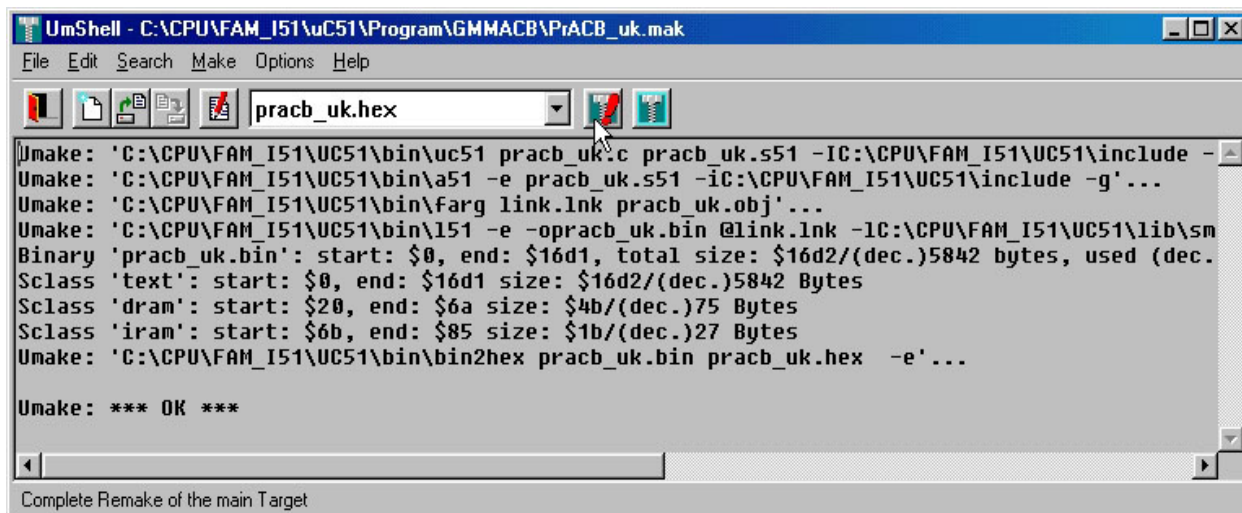 UmShell - C:\CPU\FAM_I51\uC51\Program\GMMACB\PrACB_uk.mak
File Edit Search Make Options Help
pracb_uk.hex
Umake: 'C:\CPU\FAM_I51\UC51\bin\uc51 pracb_uk.c pracb_uk.s51 -IC:\CPU\FAM_I51\UC51\include -
Umake: 'C:\CPU\FAM_I51\UC51\bin\a51 -e pracb_uk.s51 -iC:\CPU\FAM_I51\UC51\include -g'...
Umake: 'C:\CPU\FAM_I51\UC51\bin\farg link.lnk pracb_uk.obj'...
Umake: 'C:\CPU\FAM_I51\UC51\bin\l51 -e -opracb_uk.bin @link.lnk -lC:\CPU\FAM_I51\UC51\lib\sm
Binary 'pracb_uk.bin': start: $0, end: $16d1, total size: $16d2/(dec.)5842 bytes, used (dec.
Sclass 'text': start: $0, end: $16d1 size: $16d2/(dec.)5842 Bytes
Sclass 'dram': start: $20, end: $6a size: $4b/(dec.)75 Bytes
Sclass 'iram': start: $6b, end: $85 size: $1b/(dec.)27 Bytes
Umake: 'C:\CPU\FAM_I51\UC51\bin\bin2hex pracb_uk.bin pracb_uk.hex  -e'...
Umake: *** OK ***
Complete Remake of the main Target